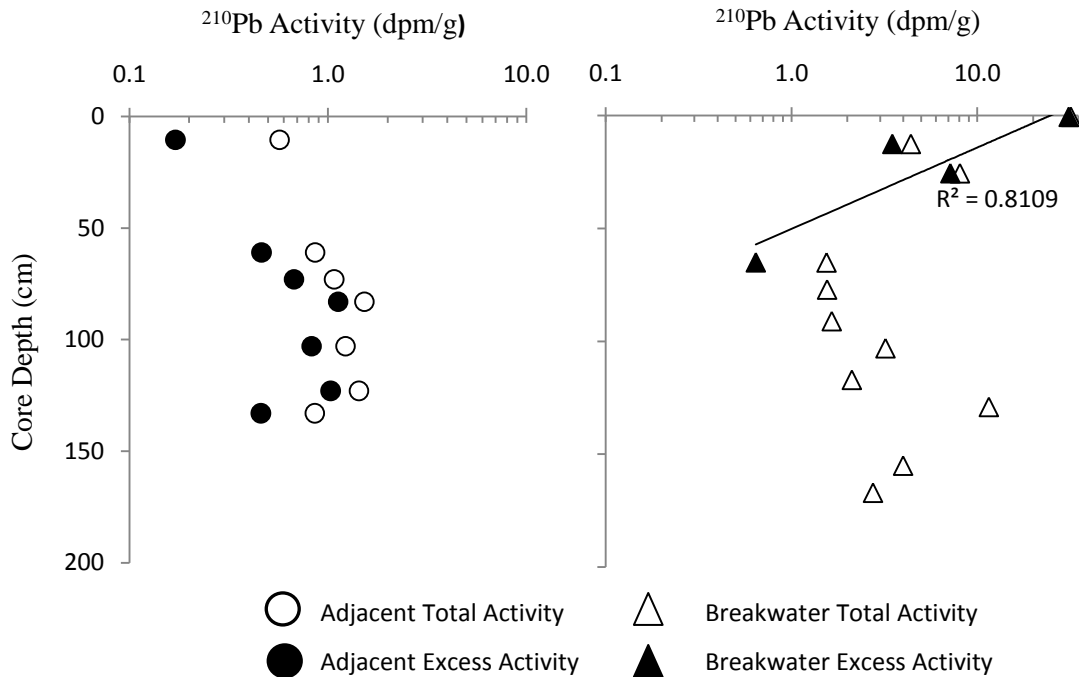 ²¹⁰Pb Activity (dpm/g)
0.1 1.0 10.0
0
50
100
150
200
Core Depth (cm)
²¹⁰Pb Activity (dpm/g)
0.1 1.0 10.0
R² = 0.8109
Adjacent Total Activity
Breakwater Total Activity
Adjacent Excess Activity
Breakwater Excess Activity